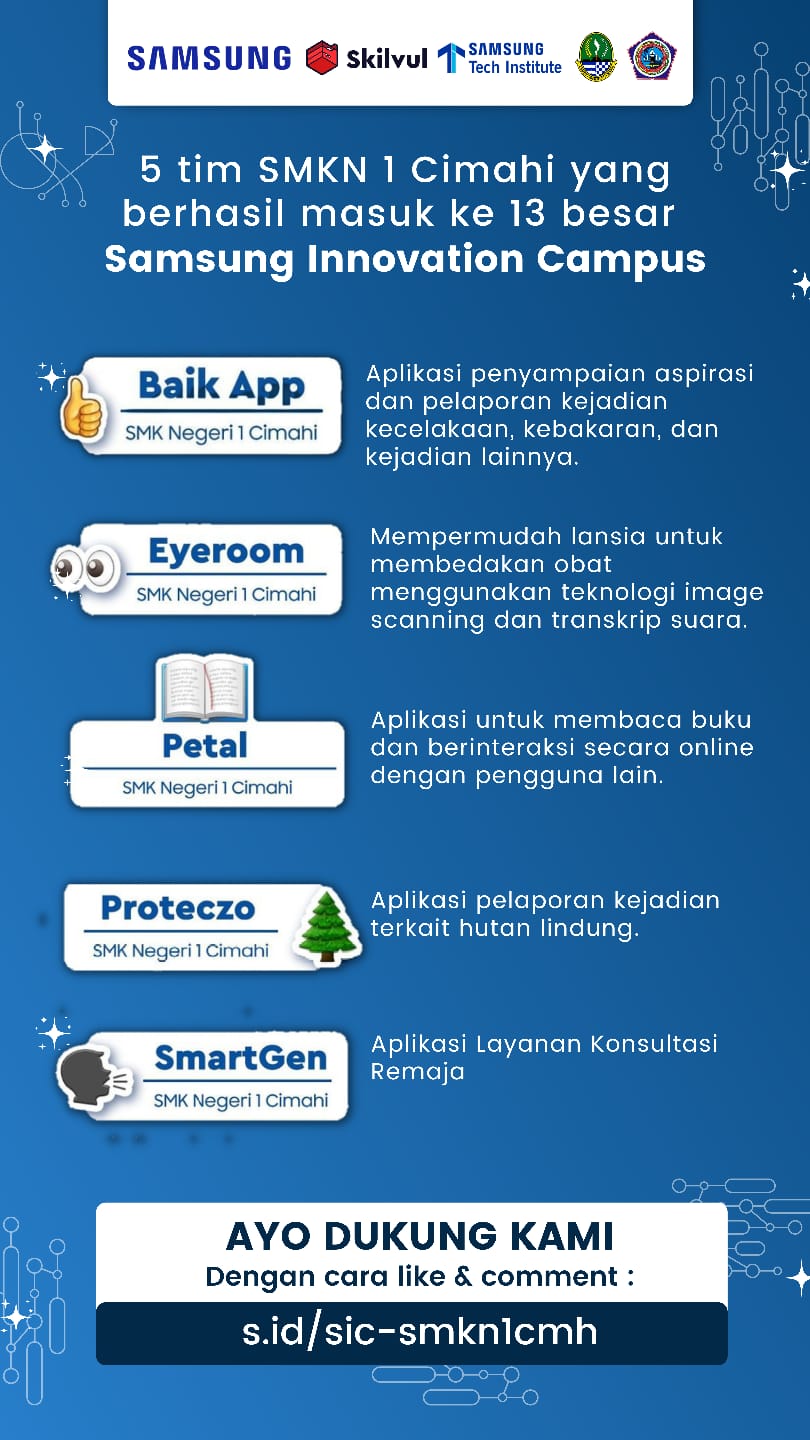 SAMSUNG Skilvul SAMSUNG Tech Institute
5 tim SMKN 1 Cimahi yang
berhasil masuk ke 13 besar
Samsung Innovation Campus
Baik App
SMK Negeri 1 Cimahi
Aplikasi penyampaian aspirasi
dan pelaporan kejadian
kecelakaan, kebakaran, dan
kejadian lainnya.
Eyeroom
SMK Negeri 1 Cimahi
Mempermudah lansia untuk
membedakan obat
menggunakan teknologi image
scanning dan transkrip suara.
Petal
SMK Negeri 1 Cimahi
Aplikasi untuk membaca buku
dan berinteraksi secara online
dengan pengguna lain.
Proteczo
SMK Negeri 1 Cimahi
Aplikasi pelaporan kejadian
terkait hutan lindung.
SmartGen
SMK Negeri 1 Cimahi
Aplikasi Layanan Konsultasi
Remaja
AYO DUKUNG KAMI
Dengan cara like & comment :
s.id/sic-smkn1cmh